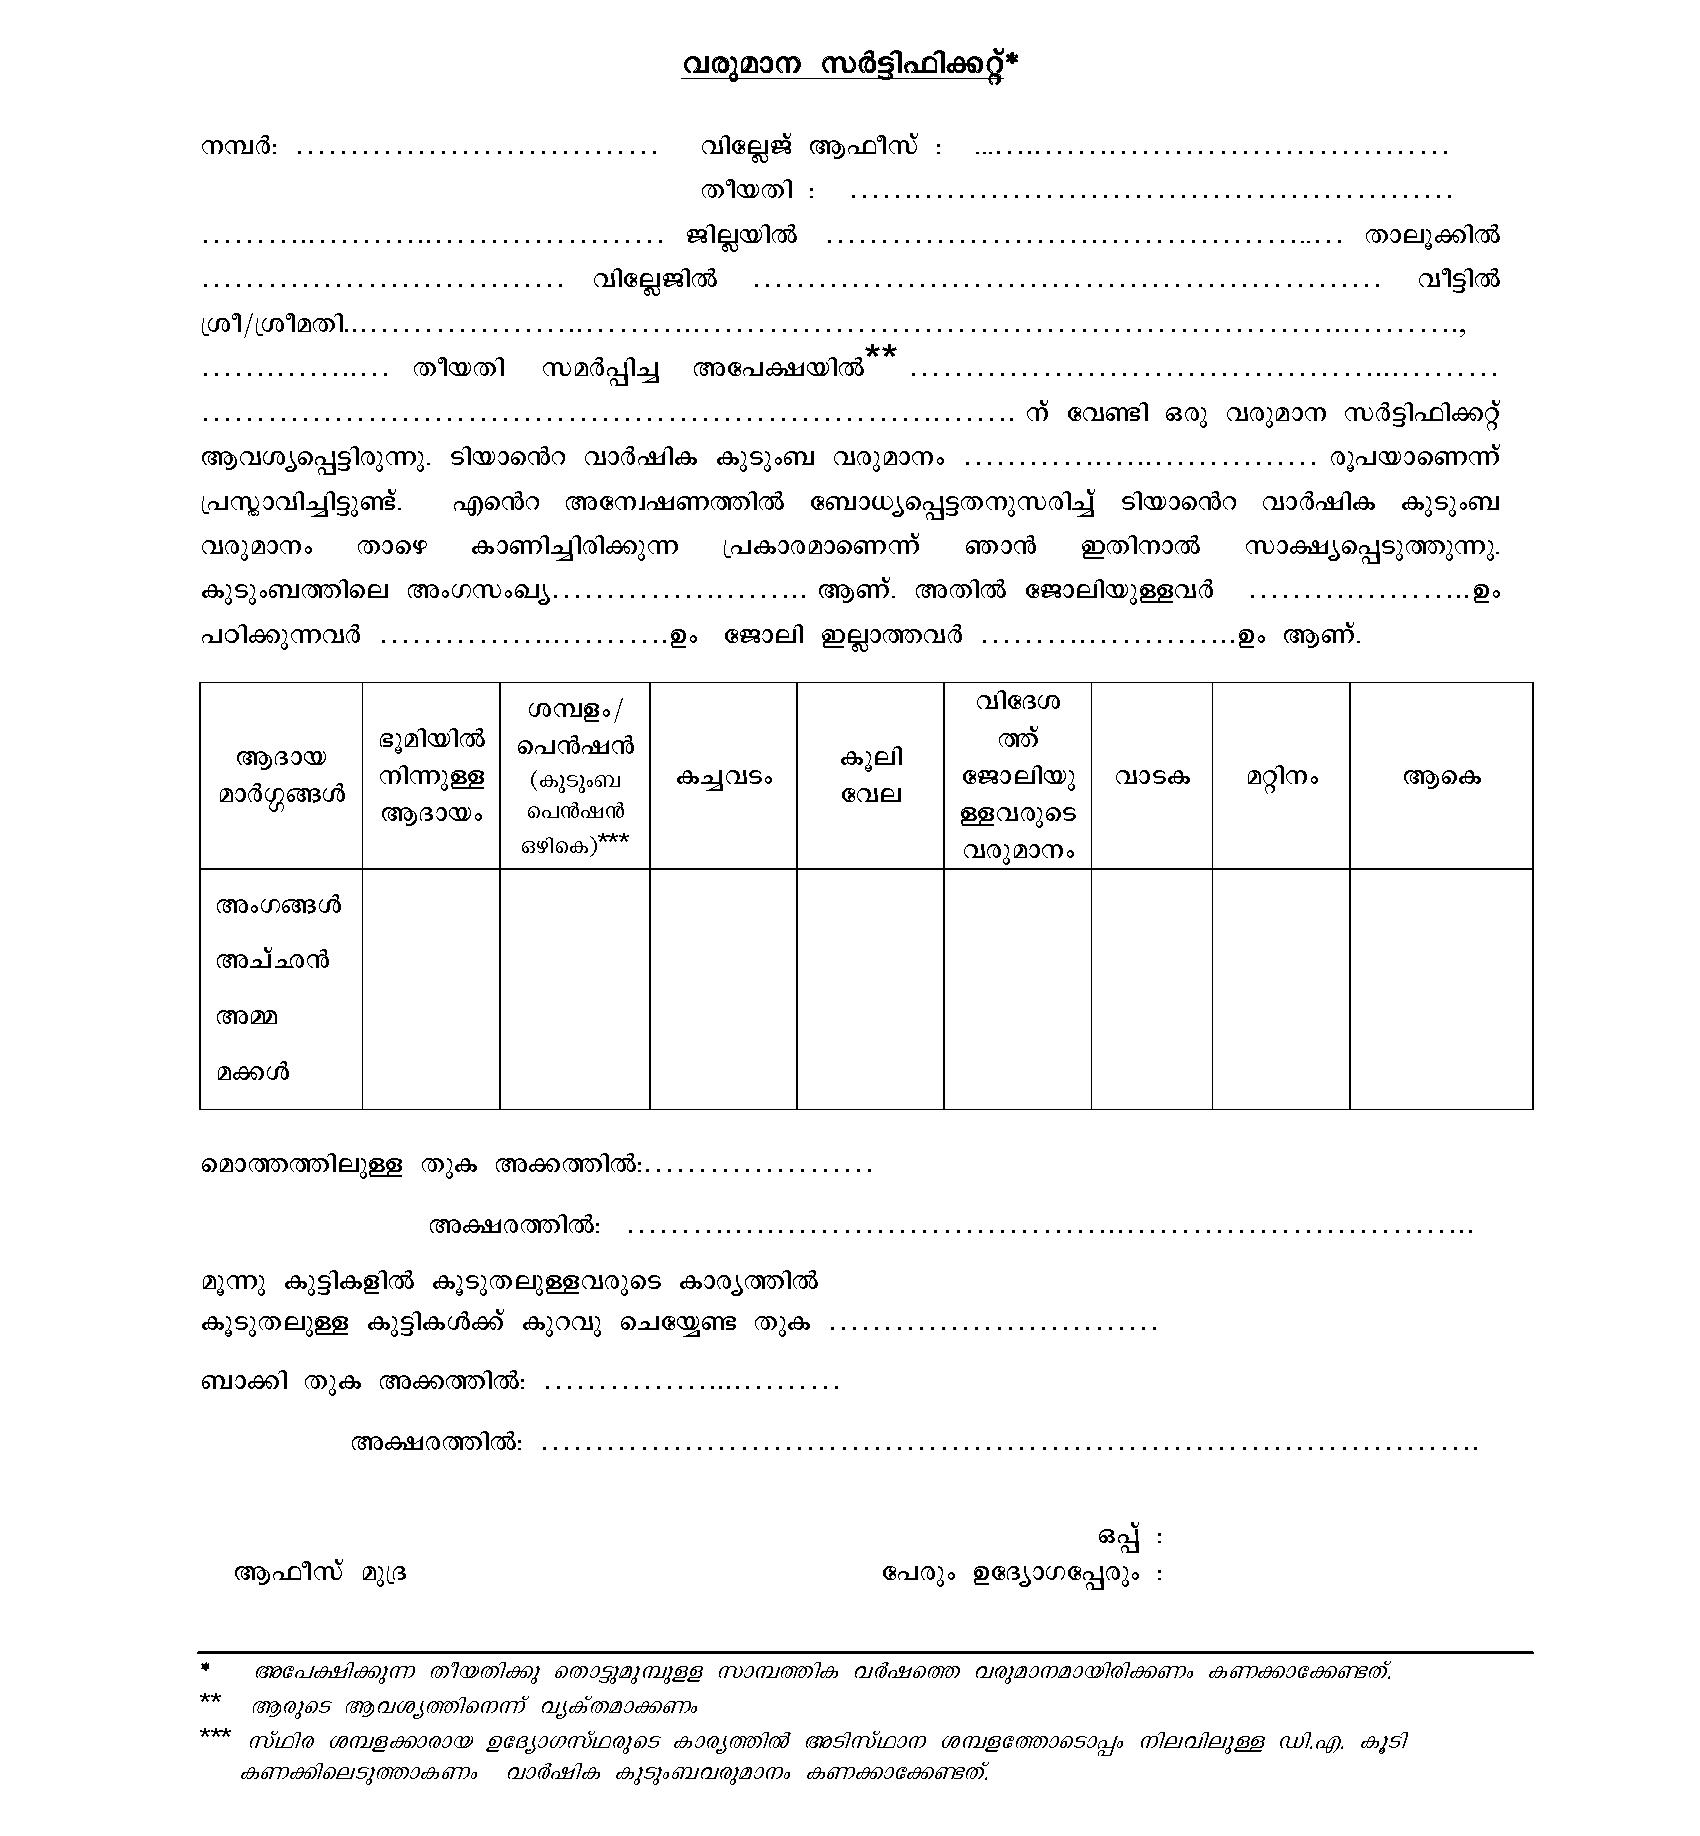 വരുമാന സർട്ടിഫിക്കറ്റ്*
നമ്പർ: ................................. വില്ലേജ് ആഫീസ് : ...........................................
തീയതി : .......................................................
.......................................... ജില്ലയിൽ ............................................... താലൂക്കിൽ
................................. വില്ലേജിൽ ......................................................... വീട്ടിൽ
ശ്രീ/ശ്രീമതി.....................................................................................................,
................. തീയതി സമർപ്പിച്ച അപേക്ഷയിൽ** ......................................................
.......................................................................... ന് വേണ്ടി ഒരു വരുമാന സർട്ടിഫിക്കറ്റ്
ആവശ്യപ്പെട്ടിരുന്നു. ടിയാൻെറ വാർഷിക കുടുംബ വരുമാനം ................................ രൂപയാണെന്ന്
പ്രസ്താവിച്ചിട്ടുണ്ട്. എൻെറ അന്വേഷണത്തിൽ ബോധ്യപ്പെട്ടതനുസരിച്ച് ടിയാൻെറ വാർഷിക കുടുംബ
വരുമാനം താഴെ കാണിച്ചിരിക്കുന്ന പ്രകാരമാണെന്ന് ഞാൻ ഇതിനാൽ സാക്ഷ്യപ്പെടുത്തുന്നു.
കുടുംബത്തിലെ അംഗസംഖ്യ.......................... ആണ്. അതിൽ ജോലിയുള്ളവർ ....................ഉം
പഠിക്കുന്നവർ ..........................ഉം ജോലി ഇല്ലാത്തവർ .......................ഉം ആണ്.
ആദായ
മാർഗ്ഗങ്ങൾ
ഭൂമിയിൽ
നിന്നുള്ള
ആദായം
ശമ്പളം/
പെൻഷൻ
(കുടുംബ
പെൻഷൻ
ഒഴികെ)***
കച്ചവടം
കൂലി
വേല
വിദേശ
ത്ത്
ജോലിയു
ള്ളവരുടെ
വരുമാനം
വാടക
മറ്റിനം
ആകെ
അംഗങ്ങൾ
അച്ഛൻ
അമ്മ
മക്കൾ
മൊത്തത്തിലുള്ള തുക അക്കത്തിൽ:.....................
അക്ഷരത്തിൽ: .............................................................................
മൂന്നു കുട്ടികളിൽ കൂടുതലുള്ളവരുടെ കാര്യത്തിൽ
കൂടുതലുള്ള കുട്ടികൾക്ക് കുറവു ചെയ്യേണ്ട തുക ..............................
ബാക്കി തുക അക്കത്തിൽ: ...........................
അക്ഷരത്തിൽ: .....................................................................................
ഒപ്പ് :
ആഫീസ് മുദ്ര പേരും ഉദ്യോഗപ്പേരും :
* അപേക്ഷിക്കുന്ന തീയതിക്കു തൊട്ടുമുമ്പുള്ള സാമ്പത്തിക വർഷത്തെ വരുമാനമായിരിക്കണം കണക്കാക്കേണ്ടത്.
** ആരുടെ ആവശ്യത്തിനെന്ന് വ്യക്തമാക്കണം
*** സ്ഥിര ശമ്പളക്കാരായ ഉദ്യോഗസ്ഥരുടെ കാര്യത്തിൽ അടിസ്ഥാന ശമ്പളത്തോടൊപ്പം നിലവിലുള്ള ഡി.എ. കൂടി
കണക്കിലെടുത്താകണം വാർഷിക കുടുംബവരുമാനം കണക്കാക്കേണ്ടത്.